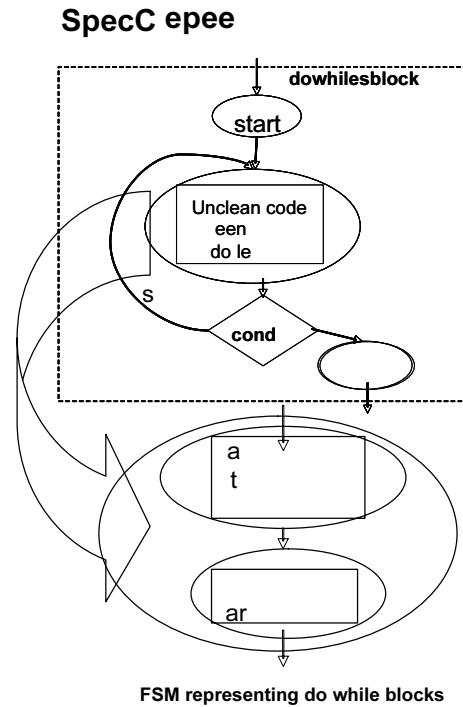 SpecC epee
dowhilesblock
start
Unclean code
een
do le
s
cond
a
t
ar
FSM representing do while blocks